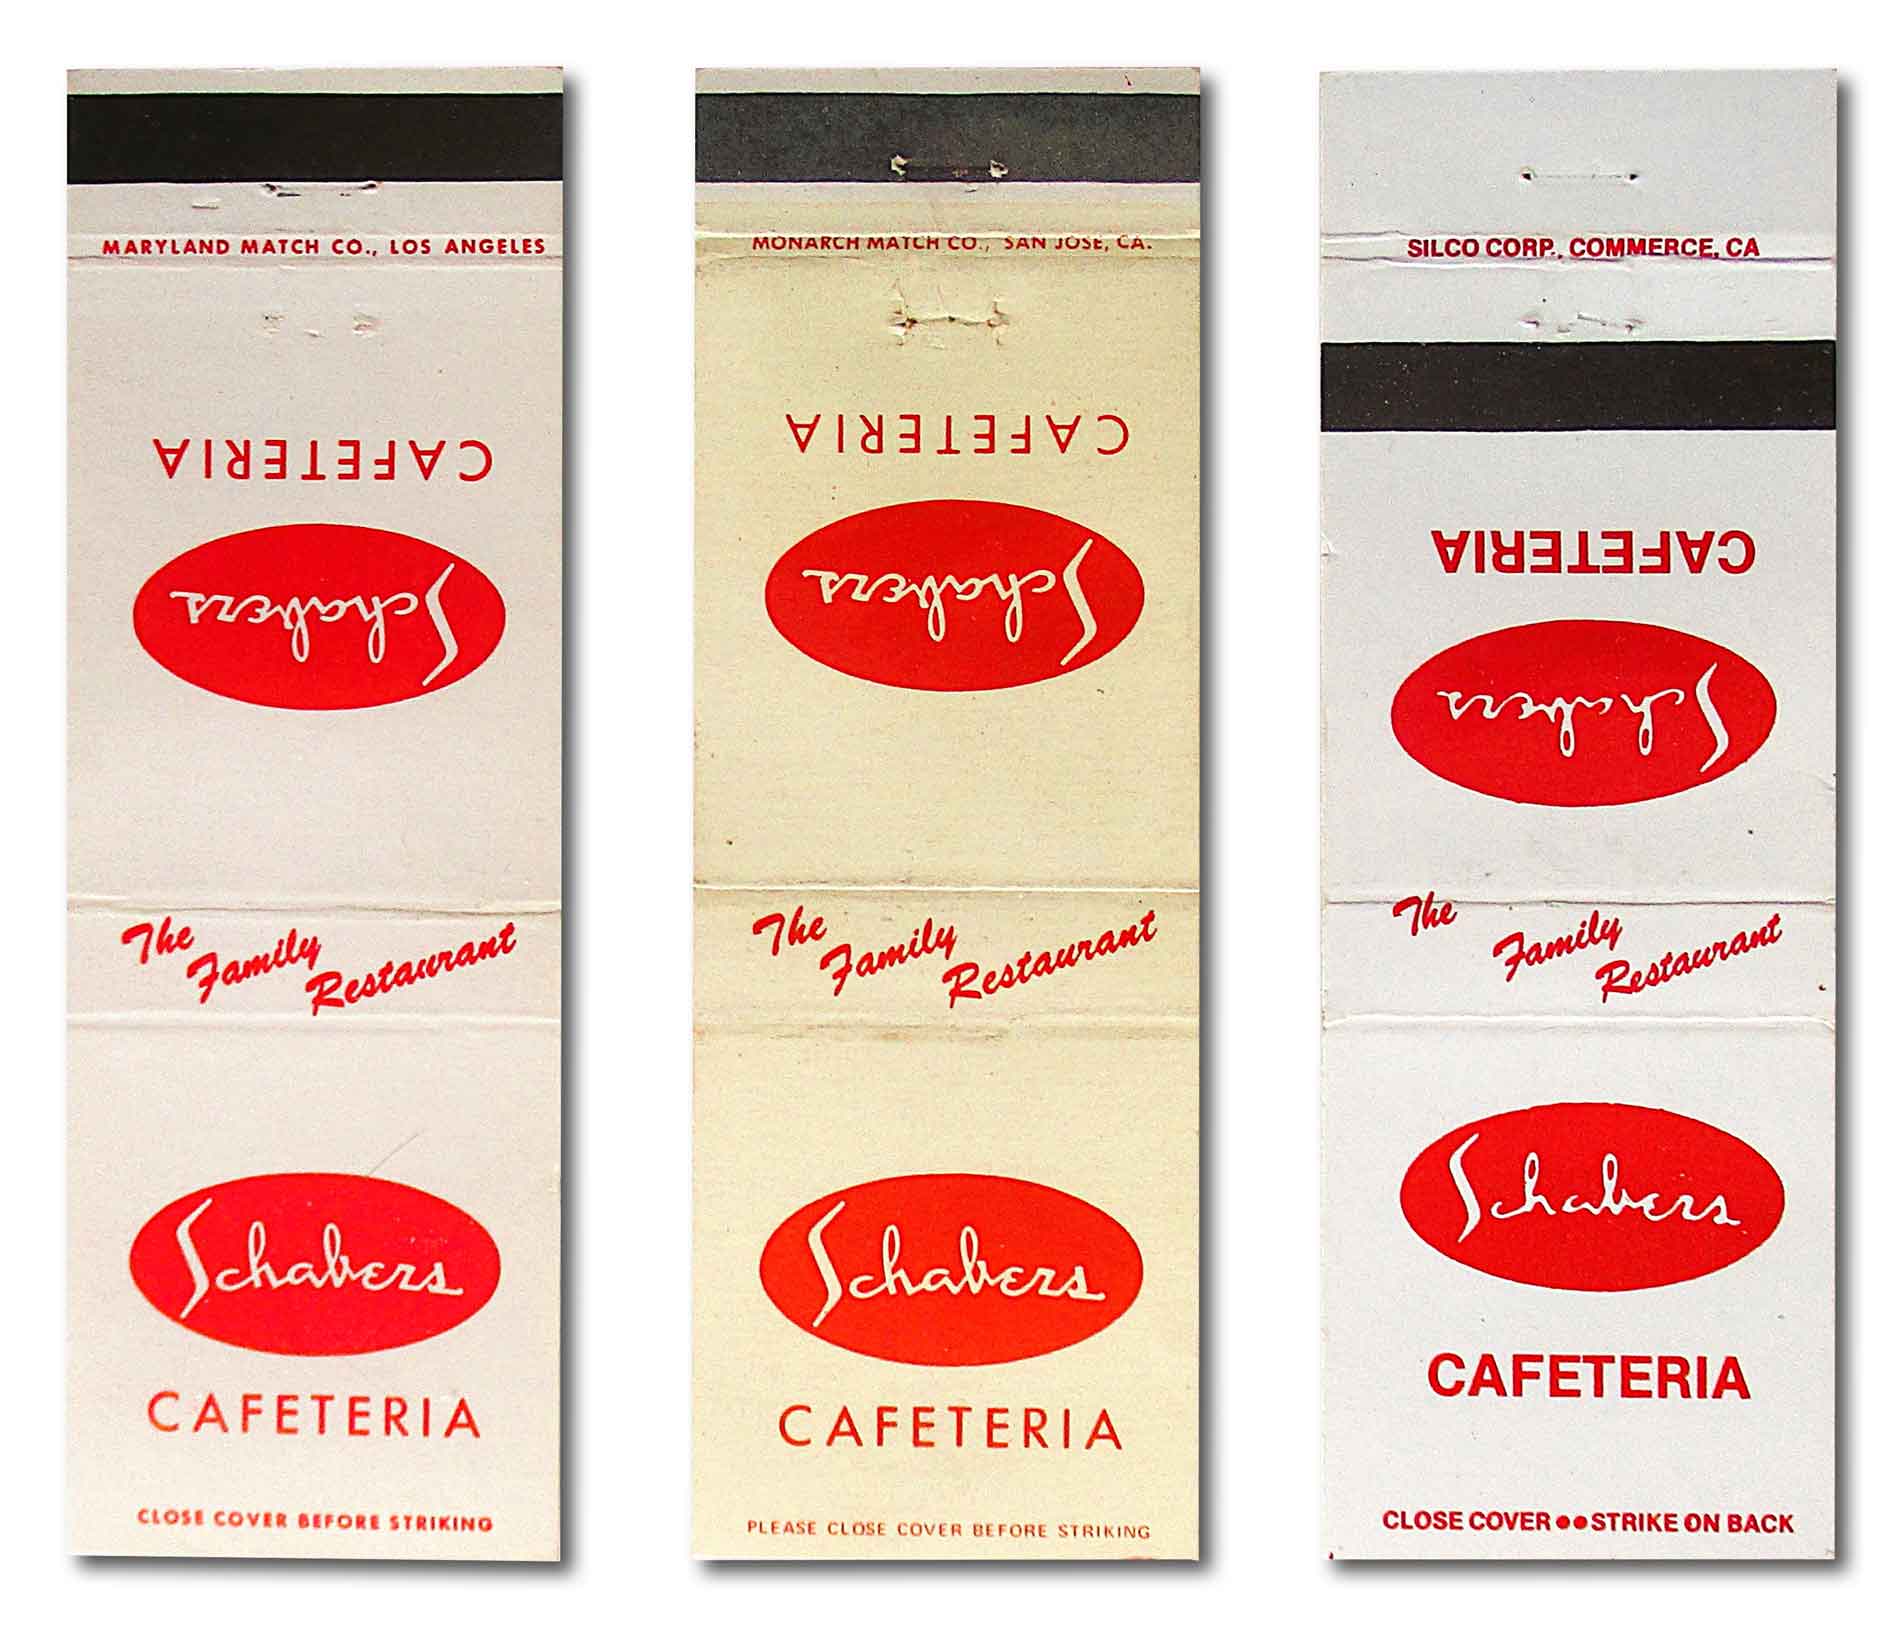 MARYLAND MATCH CO., LOS ANGELES
CAFETERIA
Schabers
The Family Restaurant
Schabers
CAFETERIA
CLOSE COVER BEFORE STRIKING
MONARCH MATCH CO., SAN JOSE, CA.
CAFETERIA
Schabers
The Family Restaurant
Schabers
CAFETERIA
PLEASE CLOSE COVER BEFORE STRIKING
SILCO CORP., COMMERCE, CA
CAFETERIA
Schabers
The Family Restaurant
Schabers
CAFETERIA
CLOSE COVER ●● STRIKE ON BACK